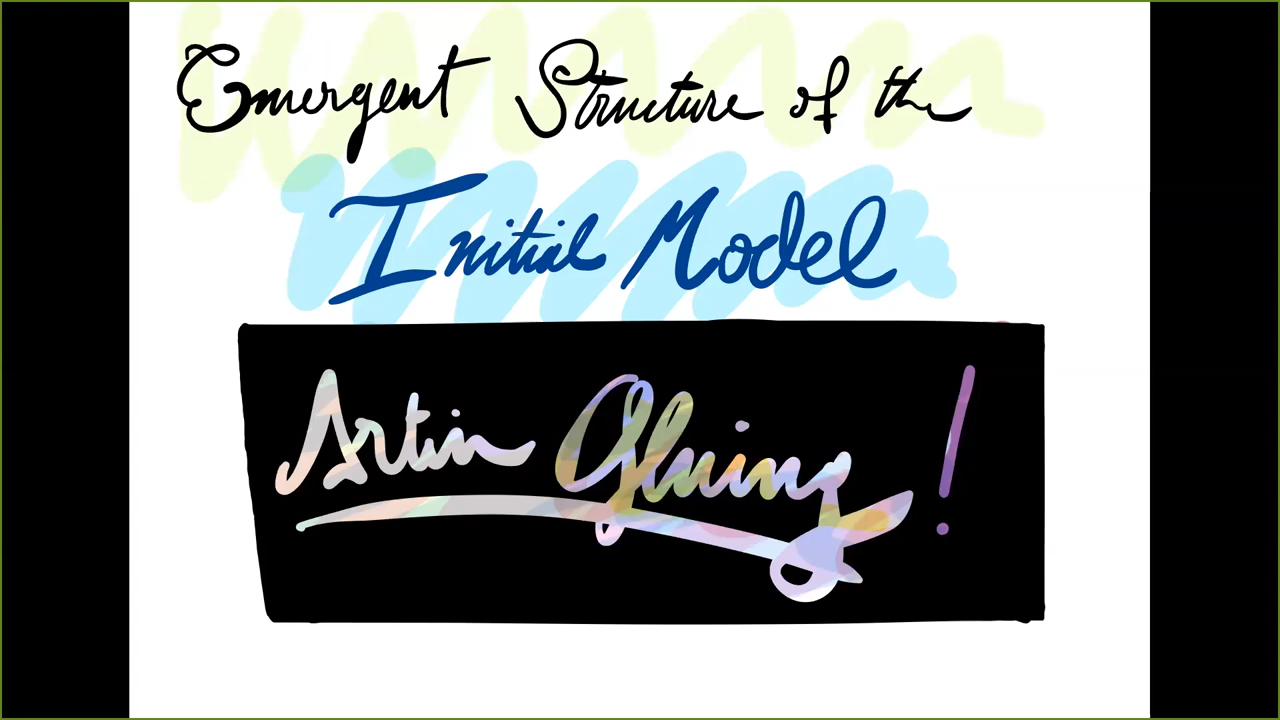 Emergent Structure of the
Initial Model
Artin Gluing!